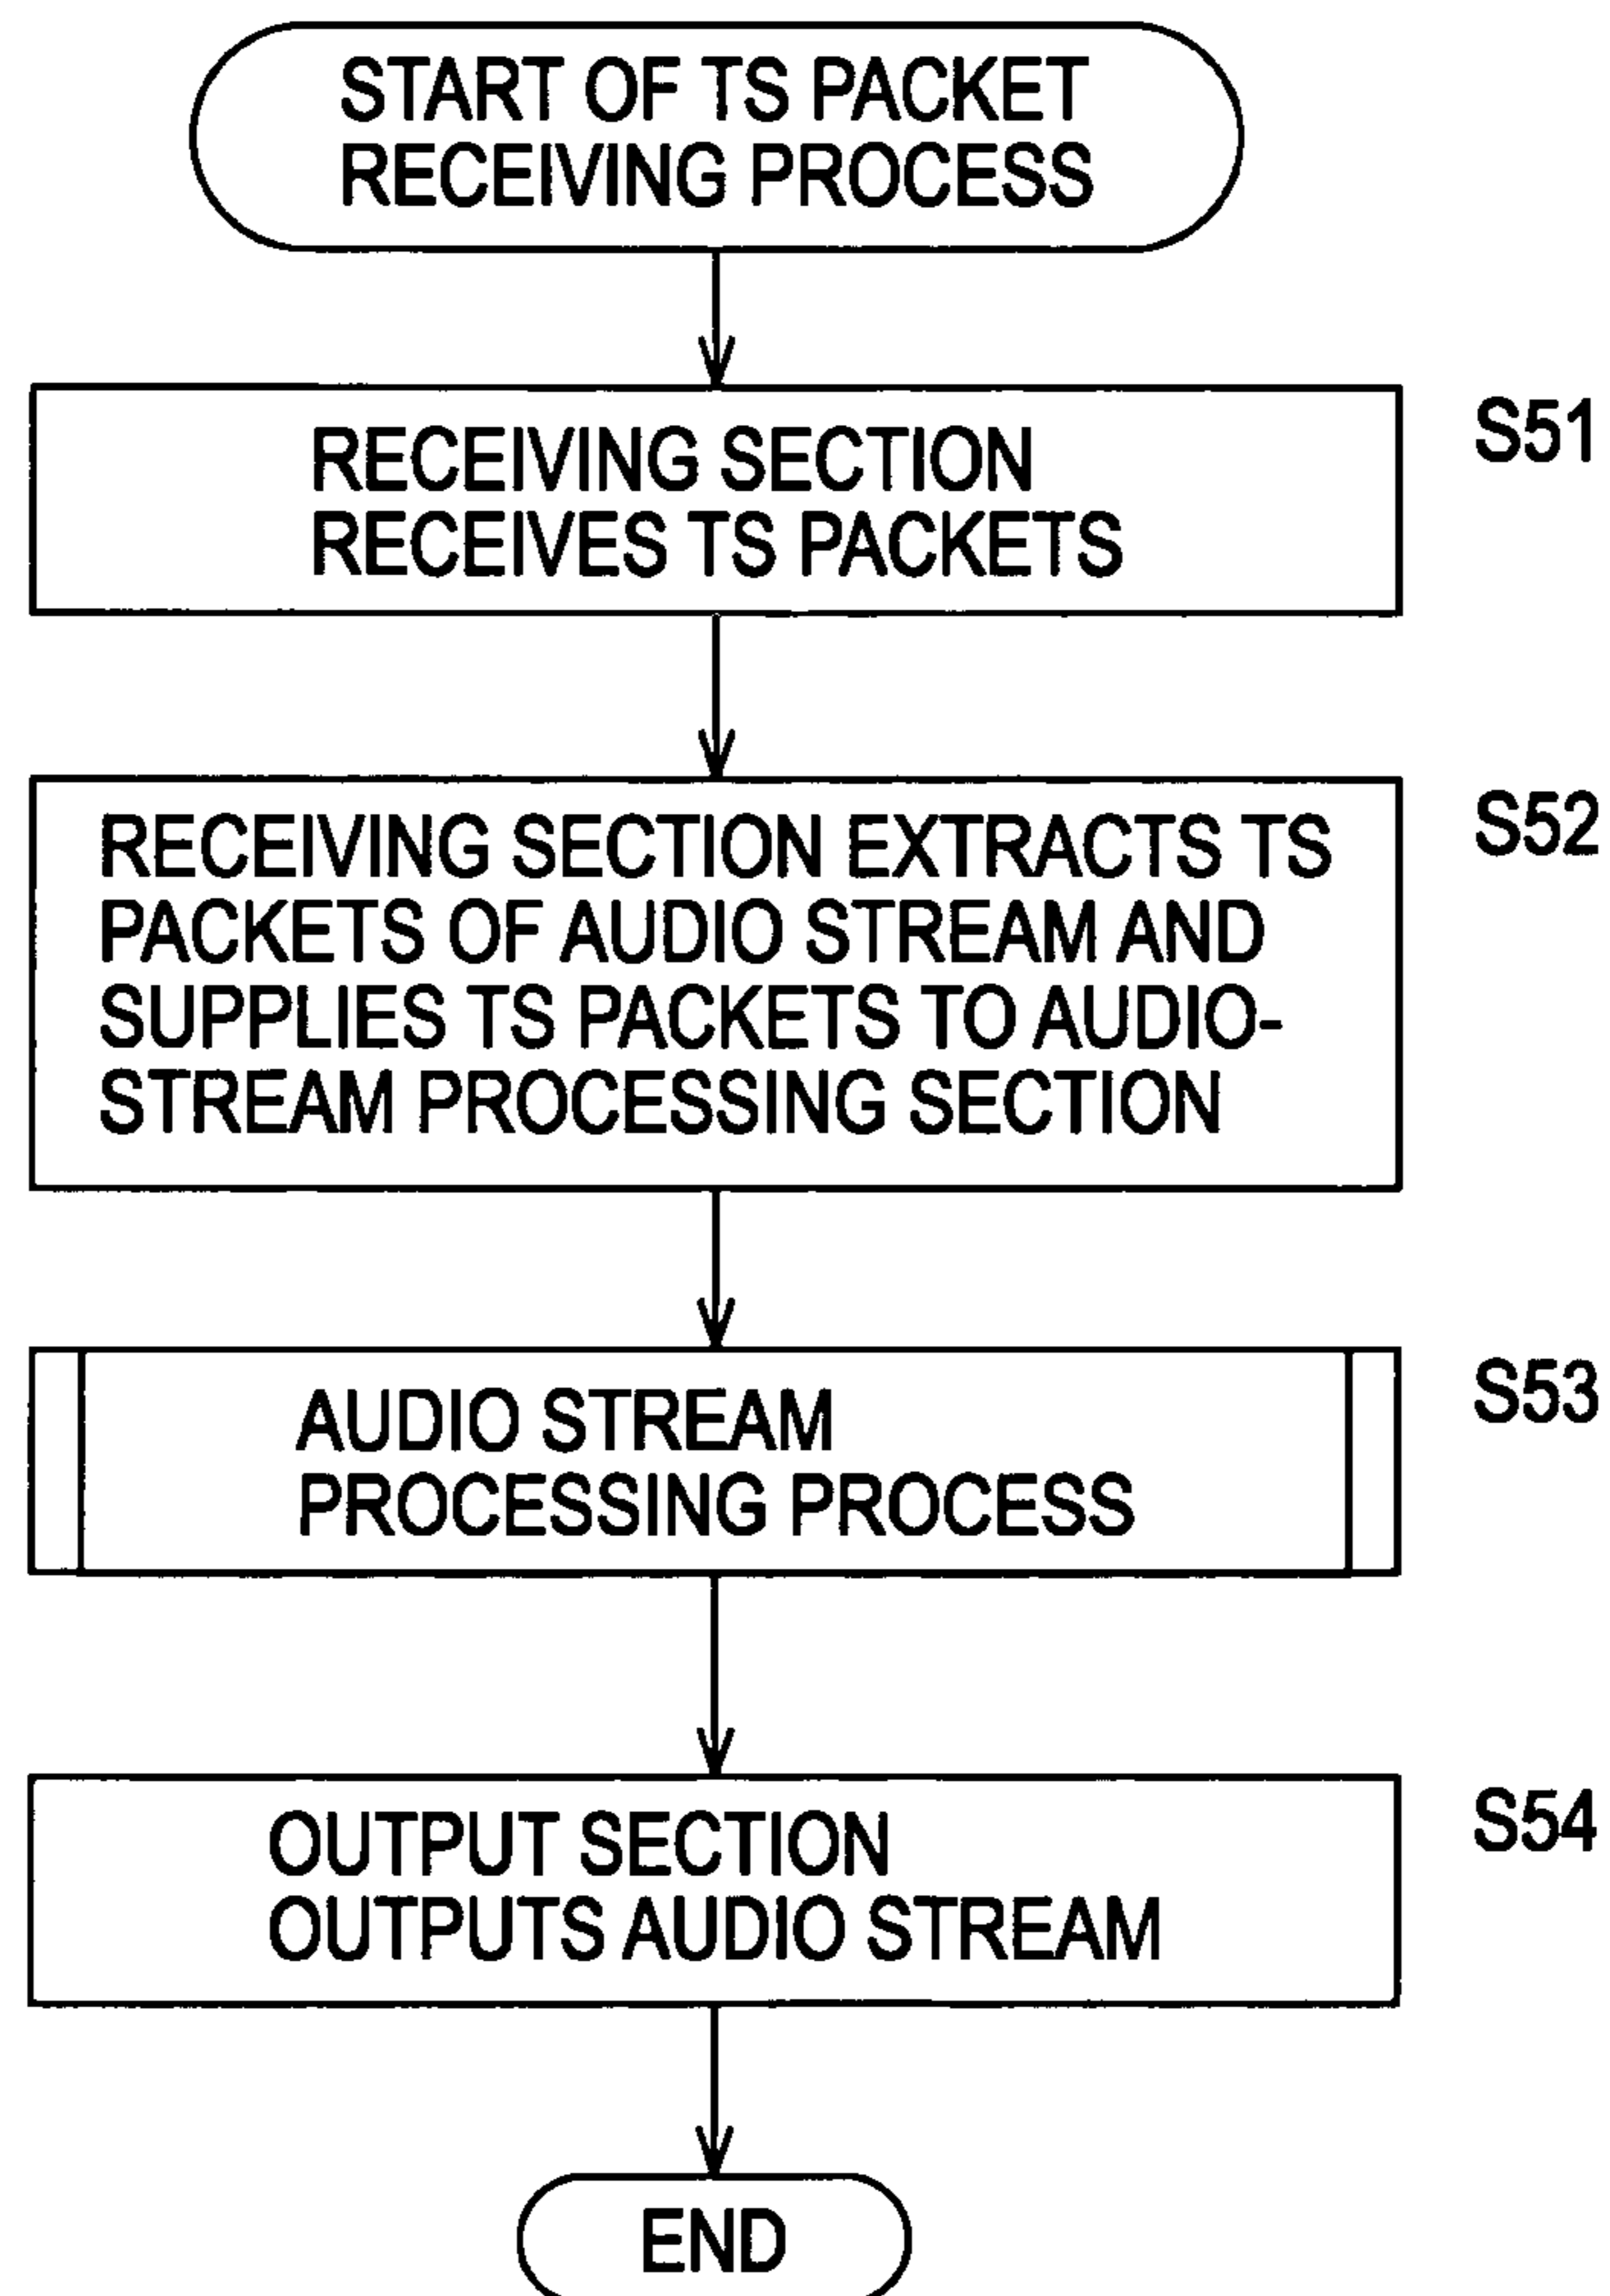 START OF TS PACKET
RECEIVING PROCESS
RECEIVING SECTION
RECEIVES TS PACKETS
S51
RECEIVING SECTION EXTRACTS TS
PACKETS OF AUDIO STREAM AND
SUPPLIES TS PACKETS TO AUDIO-
STREAM PROCESSING SECTION
S52
AUDIO STREAM
PROCESSING PROCESS
S53
OUTPUT SECTION
OUTPUTS AUDIO STREAM
S54
END